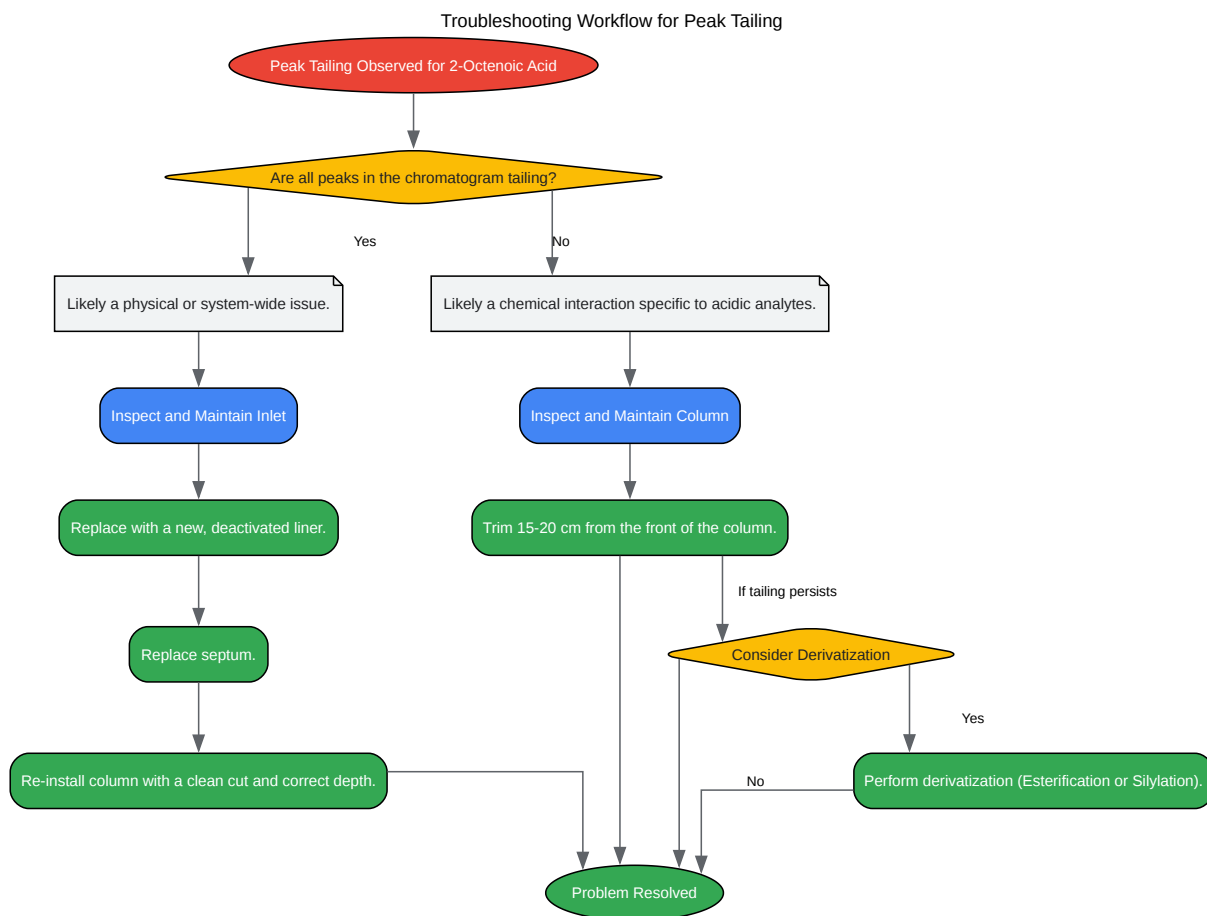 Troubleshooting Workflow for Peak Tailing
Peak Tailing Observed for 2-Octenoic Acid
Are all peaks in the chromatogram tailing?
Yes
No
Likely a physical or system-wide issue.
Likely a chemical interaction specific to acidic analytes.
Inspect and Maintain Inlet
Inspect and Maintain Column
Replace with a new, deactivated liner.
Trim 15-20 cm from the front of the column.
If tailing persists
Replace septum.
Consider Derivatization
Yes
Re-install column with a clean cut and correct depth.
No
Perform derivatization (Esterification or Silylation).
Problem Resolved